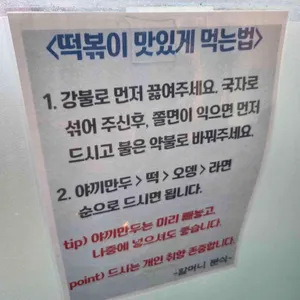 <떡볶이 맛있게 먹는법>
1. 강불로 먼저 끓여주세요. 국자로
섞어 주신후, 쫄면이 익으면 먼저
드시고 불은 약불로 바꿔주세요.
2. 야끼만두 > 떡 > 오뎅 > 라면
순으로 드시면 됩니다.
tip) 야끼만두는 미리 빼놓고,
나중에 넣으셔도 좋습니다.
point) 드시는 개인 취향 존중합니다.
-할머니 분식-